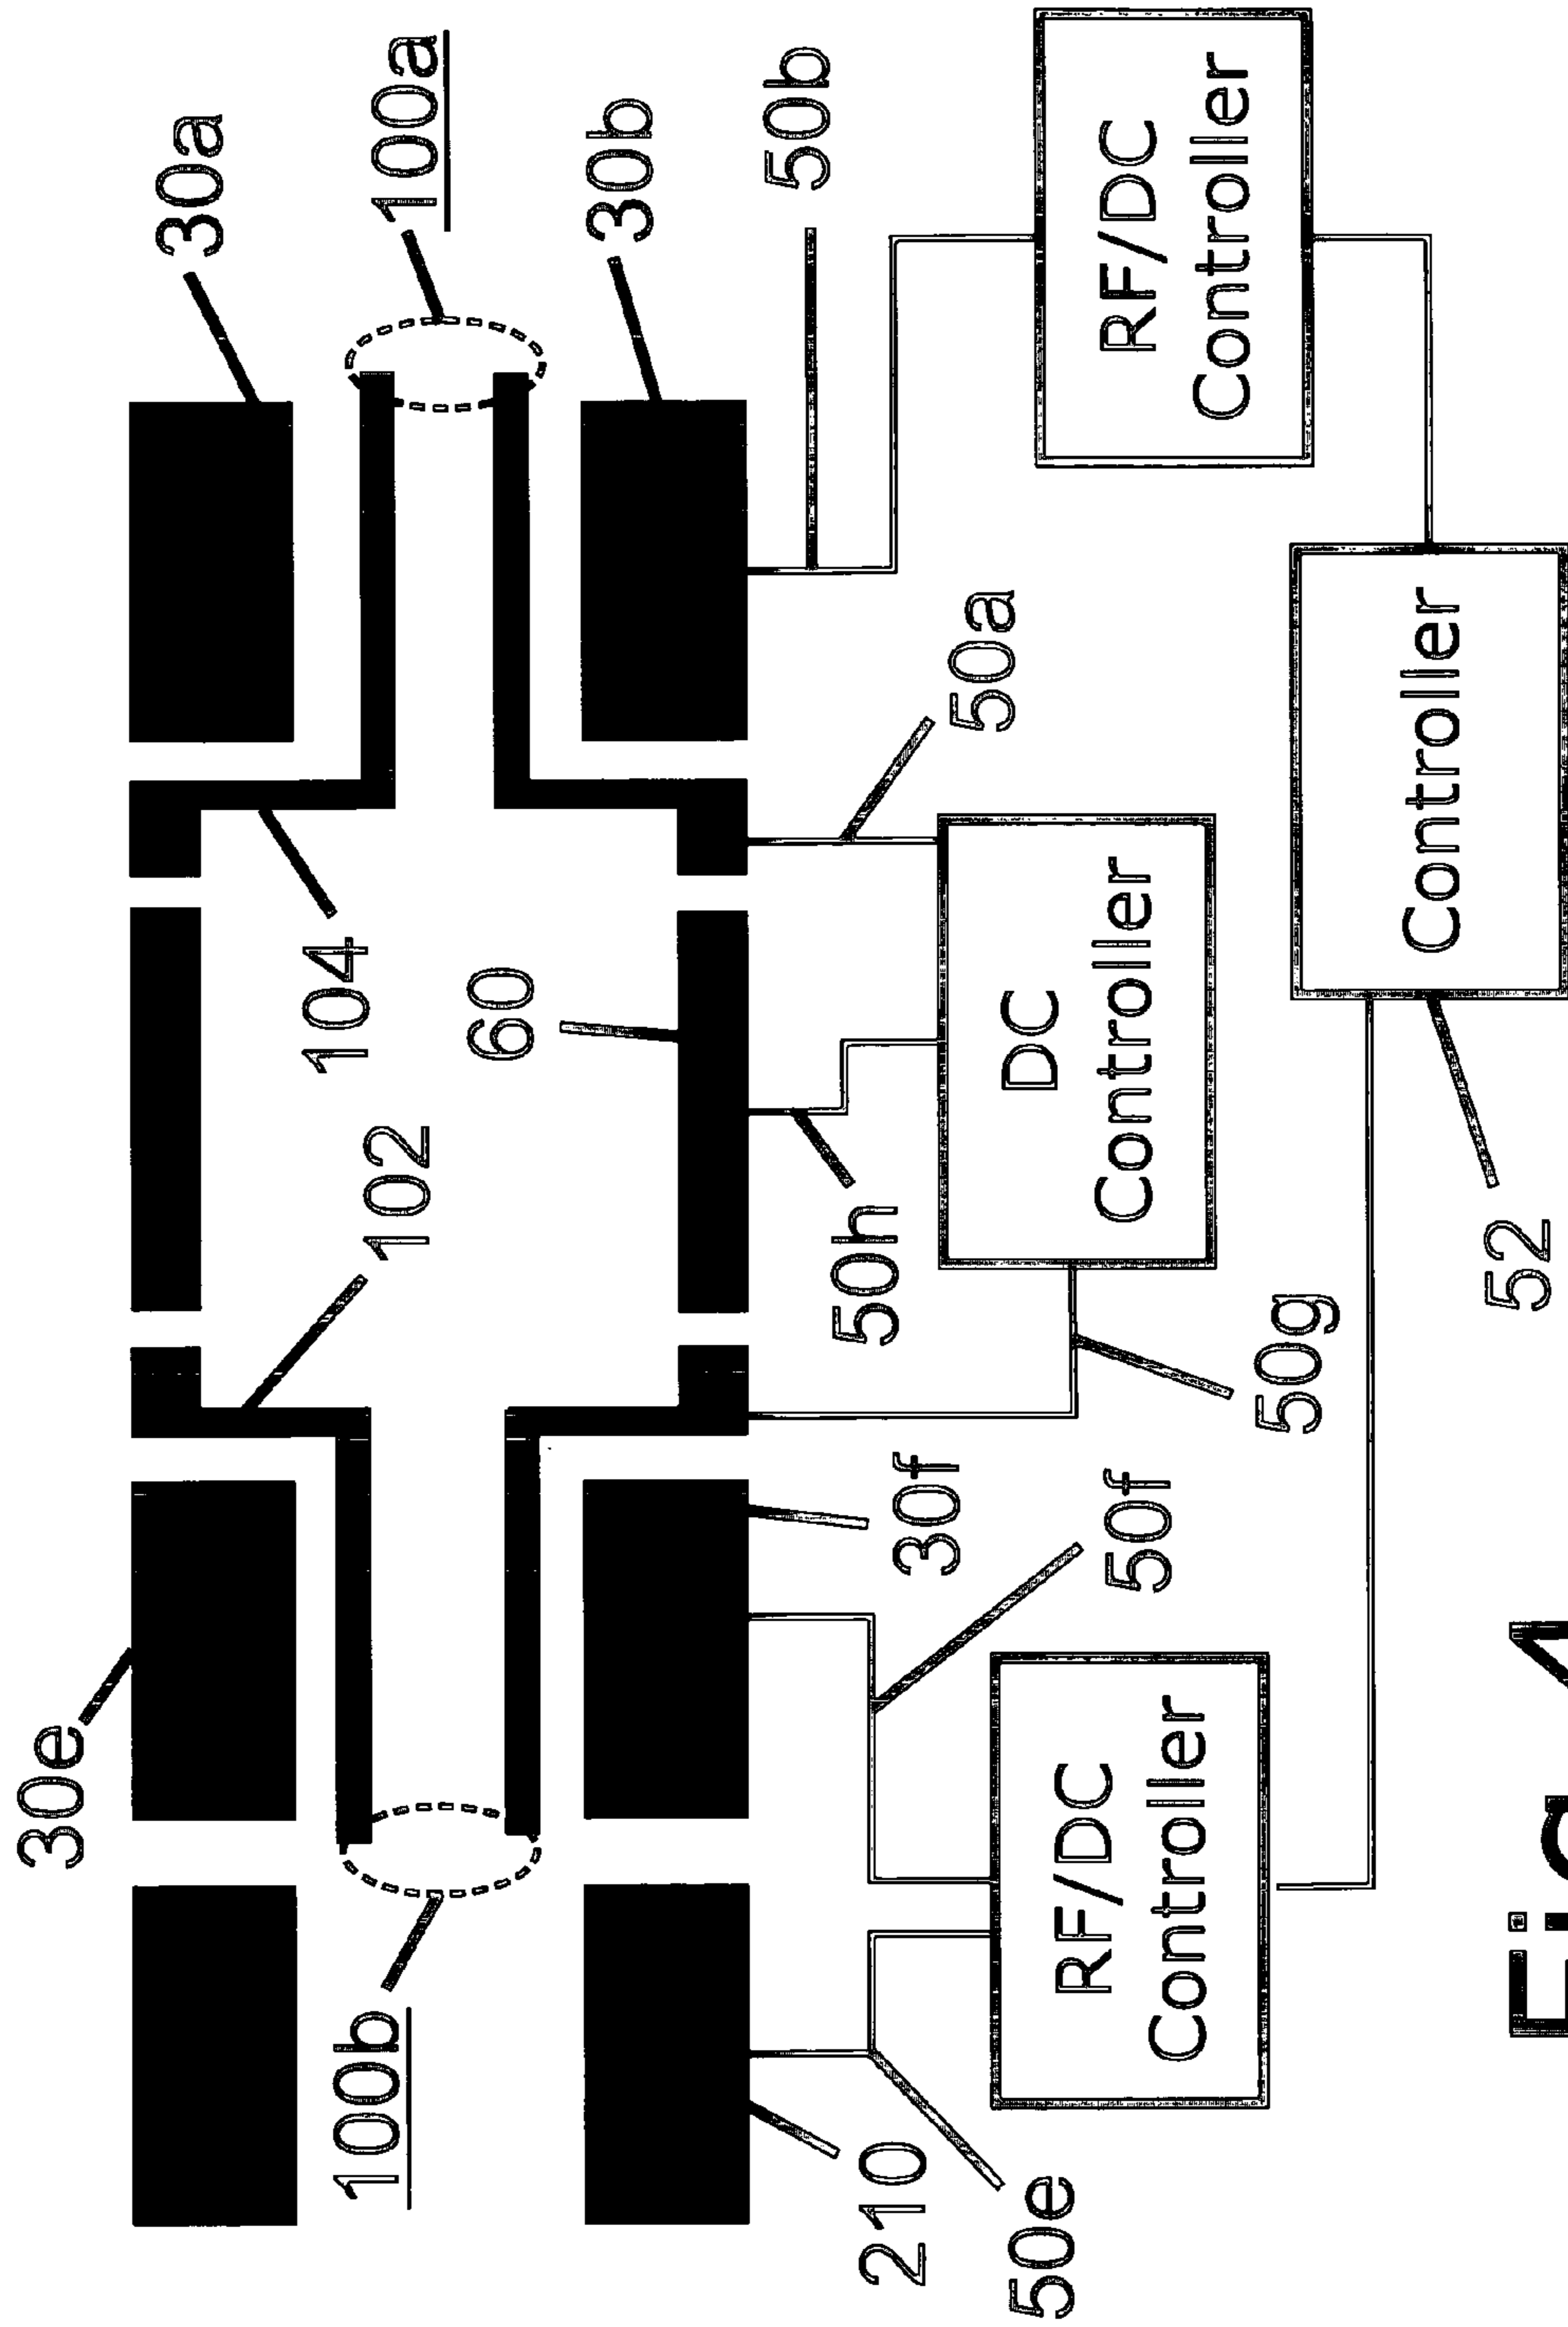 30e
30a
100b
102
104
100a
60
30b
50b
210
30f
50h
50a
50e
RF/DC
Controller
50f
DC
Controller
RF/DC
Controller
50g
Controller
52